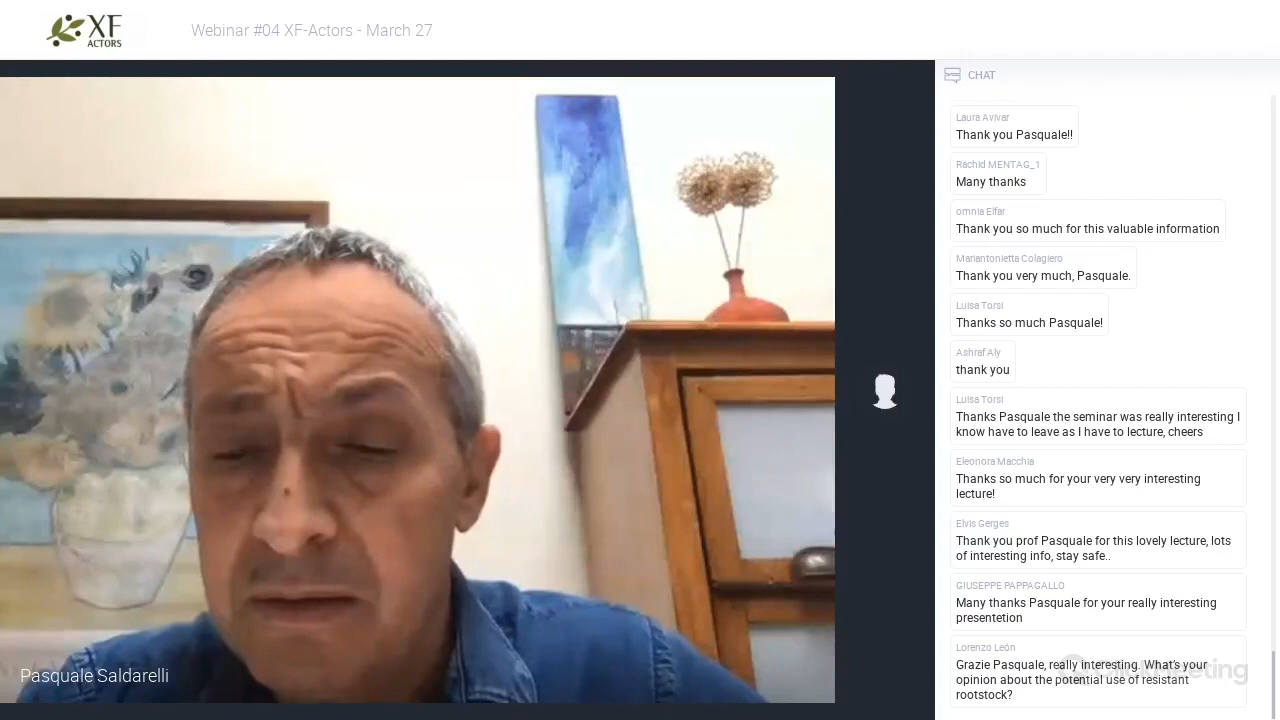 XF
ACTORS
Webinar #04 XF-Actors - March 27
CHAT
Laura Avivar
Thank you Pasquale!!
Rachid MENTAG_1
Many thanks
omnia Elfar
Thank you so much for this valuable information
Mariantonietta Colagiero
Thank you very much, Pasquale.
Luisa Torsi
Thanks so much Pasquale!
Ashraf Aly
thank you
Luisa Torsi
Thanks Pasquale the seminar was really interesting I
know have to leave as I have to lecture, cheers
Eleonora Macchia
Thanks so much for your very very interesting
lecture!
Elvis Gerges
Thank you prof Pasquale for this lovely lecture, lots
of interesting info, stay safe..
GIUSEPPE PAPPAGALLO
Many thanks Pasquale for your really interesting
presentetion
Lorenzo León
Grazie Pasquale, really interesting. What's your
opinion about the potential use of resistant
rootstock?
ClickMeeting
Pasquale Saldarelli